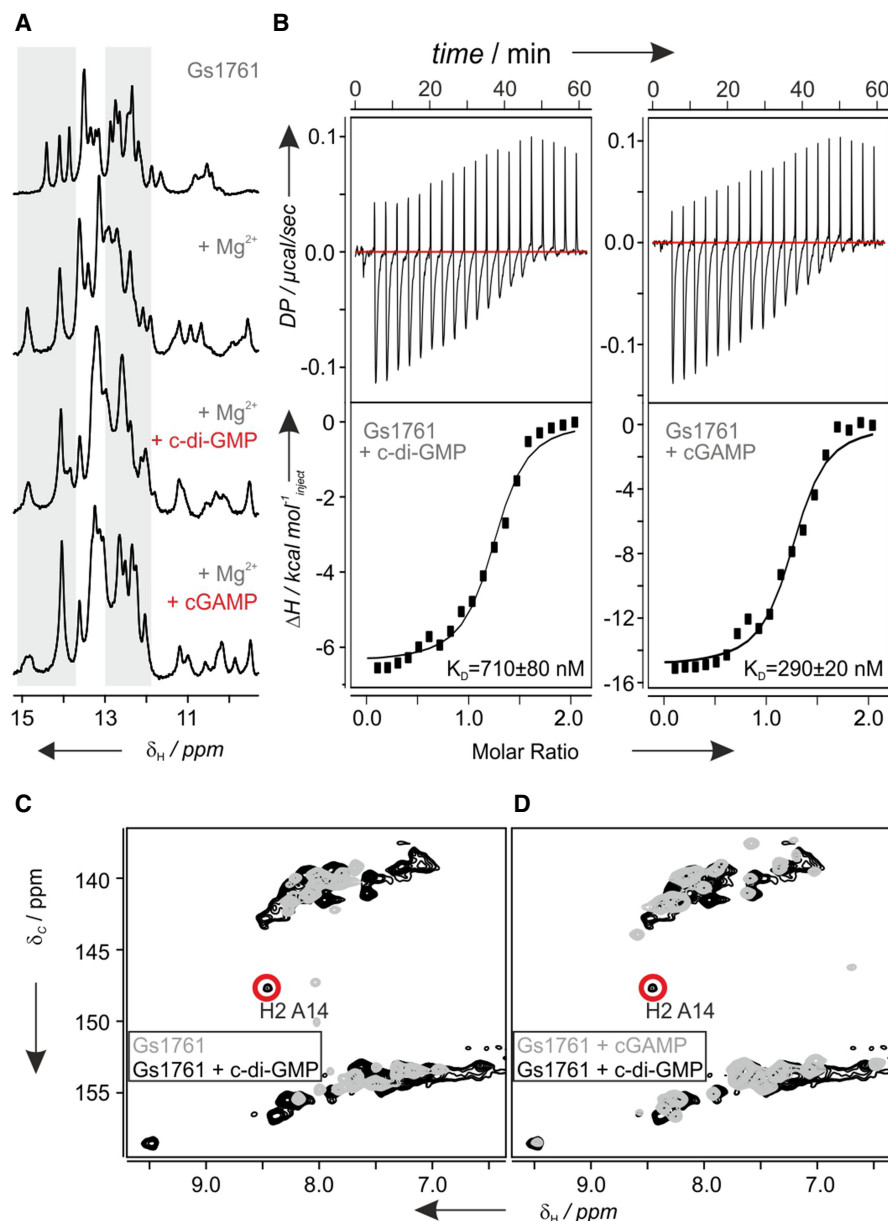 A
Gs1761
+ Mg²⁺
+ Mg²⁺
+ c-di-GMP
+ Mg²⁺
+ cGAMP
15 13 11
δH / ppm
B
time / min
0 20 40 60
0 20 40 60
DP / µcal/sec
0.1
0.0
-0.1
0.1
0.0
-0.1
ΔH / kcal mol⁻¹ inject
0
-2
-4
-6
Gs1761
+ c-di-GMP
KD=710±80 nM
0.0 1.0 2.0
0
-4
-8
-12
-16
Gs1761
+ cGAMP
KD=290±20 nM
0.0 1.0 2.0
Molar Ratio
C
δC / ppm
140
145
150
155
H2 A14
Gs1761
Gs1761 + c-di-GMP
9.0 8.0 7.0
D
H2 A14
Gs1761 + cGAMP
Gs1761 + c-di-GMP
9.0 8.0 7.0
δH / ppm